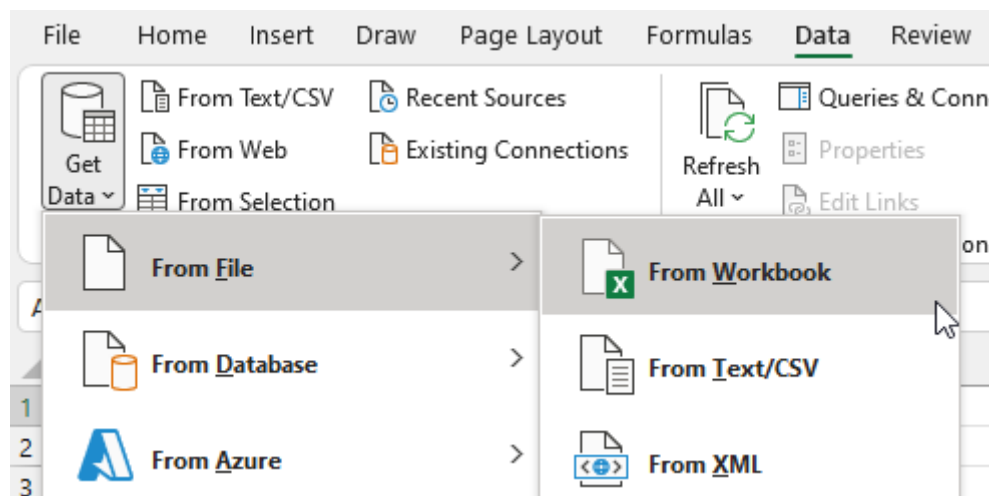 File Home Insert Draw Page Layout Formulas Data Review
From Text/CSV Recent Sources Queries & Conn
Get From Web Existing Connections Refresh Properties
Data From Selection All Edit Links
on
From File From Workbook
A
From Database From Text/CSV
1
2 From Azure From XML
3